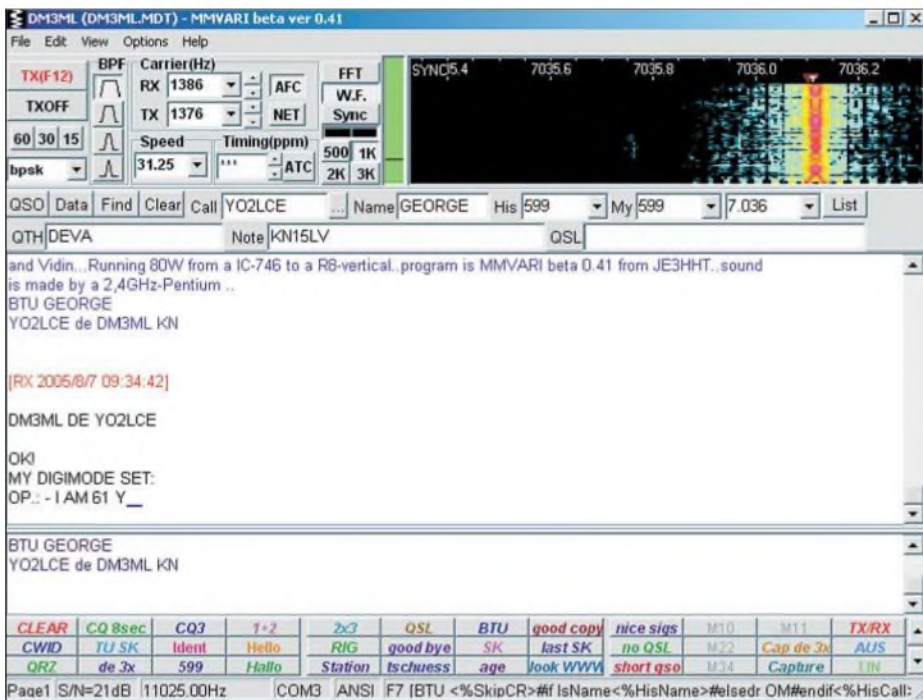 DM3ML (DM3ML.MDT) - MMVARI beta ver 0.41
File Edit View Options Help
TX(F12) BPF Carrier(Hz) FFT SYNC 5.4 7035.6 7035.8 7036.0 7036.2
RX 1386 AFC W.F.
TXOFF TX 1376 NET Sync
60 30 15 Speed Timing(ppm) 500 1K
bpsk 31.25 *** ATC 2K 3K
QSO Data Find Clear Call YO2LCE ... Name GEORGE His 599 My 599 7.036 List
QTH DEVA Note KN15LV QSL
and Vidin...Running 80W from a IC-746 to a R8-vertical..program is MMVARI beta 0.41 from JE3HHT..sound
is made by a 2,4GHz-Pentium ..
BTU GEORGE
YO2LCE de DM3ML KN
[RX 2005/8/7 09:34:42]
DM3ML DE YO2LCE
OK!
MY DIGIMODE SET:
OP.: - I AM 61 Y_
BTU GEORGE
YO2LCE de DM3ML KN
CLEAR CQ 8sec CQ3 1+2 2x3 QSL BTU good copy nice sigs M10 M11 TX/RX
CWID TU SK Ident Hello RIG good bye SK last SK no QSL M22 Cap de 3x AUS
QRZ de 3x 599 Hallo Station tschuess age look WWW short qso M34 Capture EIN
Page1 S/N=21dB 11025.00Hz COM3 ANSI F7 [BTU <%SkipCR>#if IsName<%HisName>#elsedr OM#endif<%HisCall>